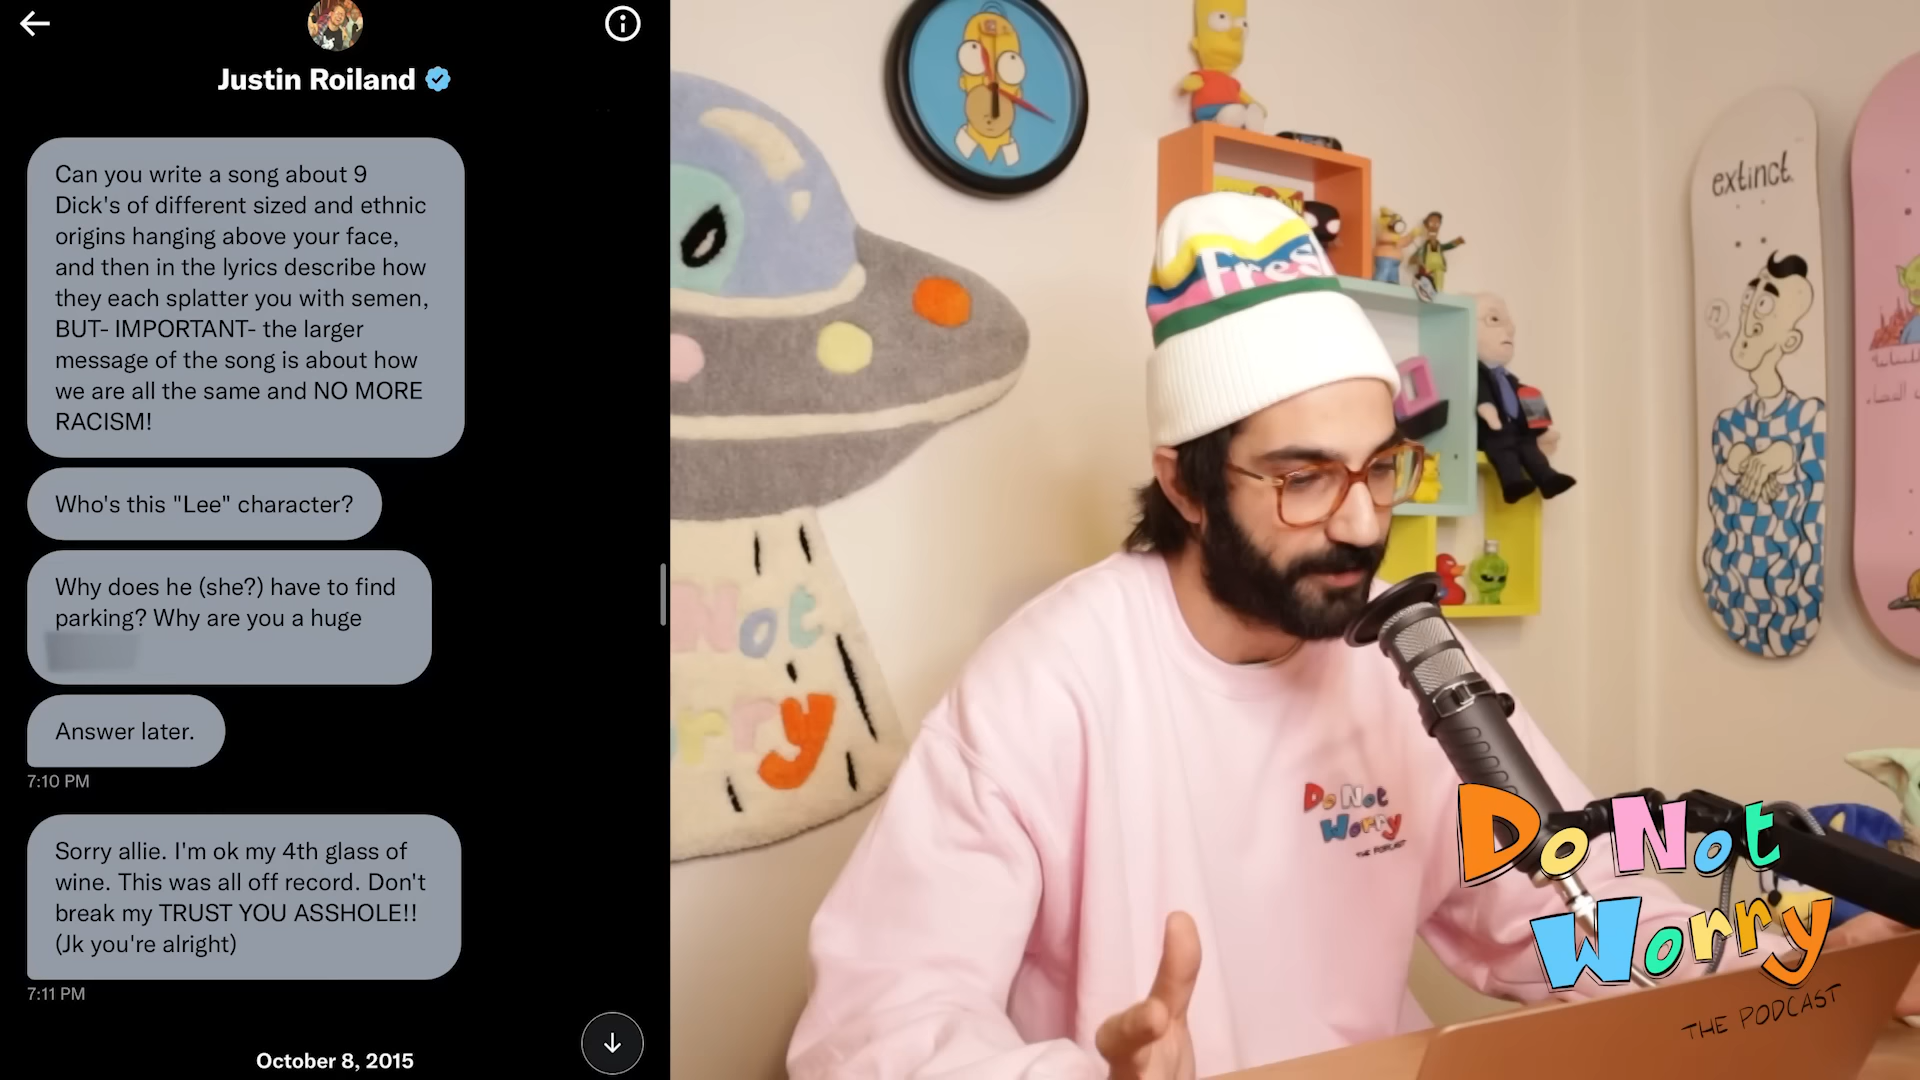 Justin Roiland
Can you write a song about 9
Dick's of different sized and ethnic
origins hanging above your face,
and then in the lyrics describe how
they each splatter you with semen,
BUT- IMPORTANT- the larger
message of the song is about how
we are all the same and NO MORE
RACISM!
Who's this "Lee" character?
Why does he (she?) have to find
parking? Why are you a huge
Answer later.
7:10 PM
Sorry allie. I'm ok my 4th glass of
wine. This was all off record. Don't
break my TRUST YOU ASSHOLE!!
(Jk you're alright)
7:11 PM
October 8, 2015
Not
orry
Fres
extinct.
Do Not
Worry
THE PODCAST
Do Not
Worry
THE PODCAST